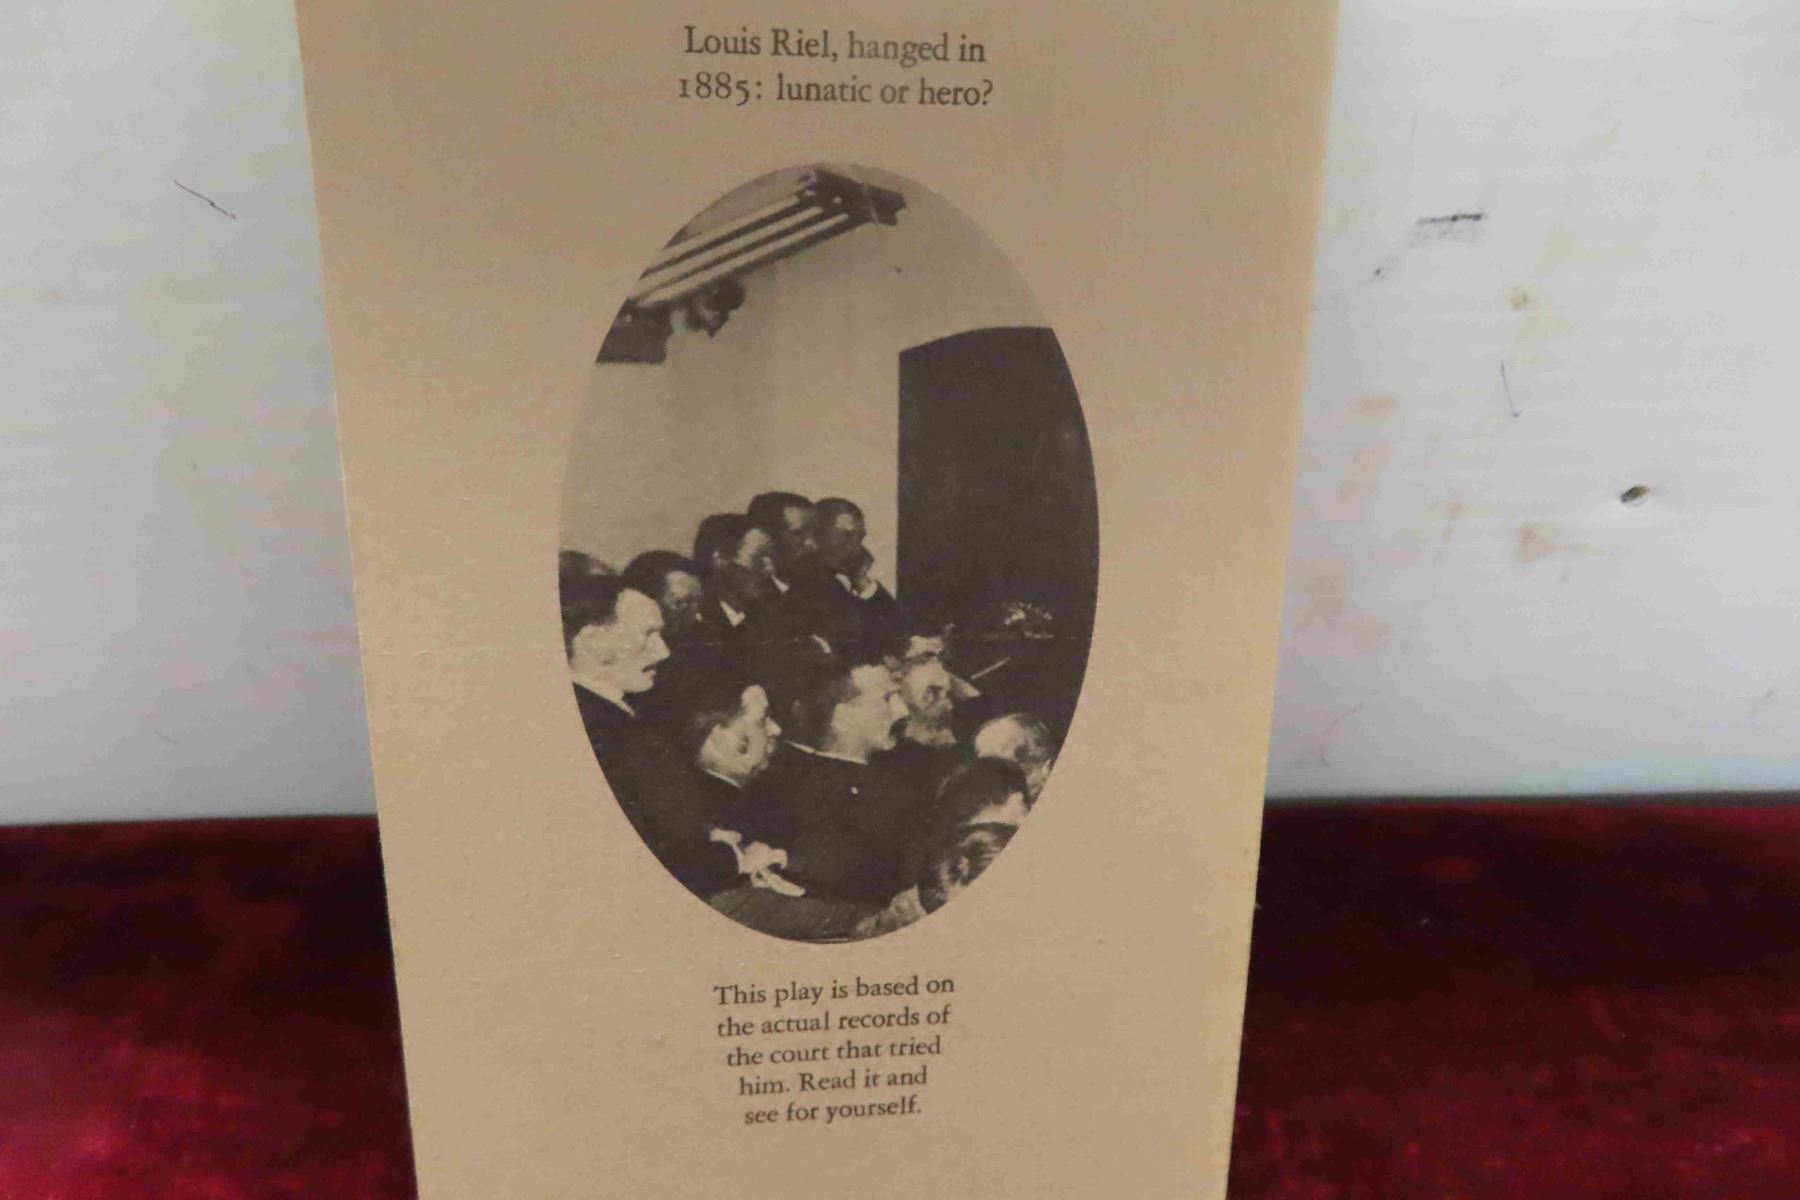 Louis Riel, hanged in
1885: lunatic or hero?
This play is based on
the actual records of
the court that tried
him. Read it and
see for yourself.